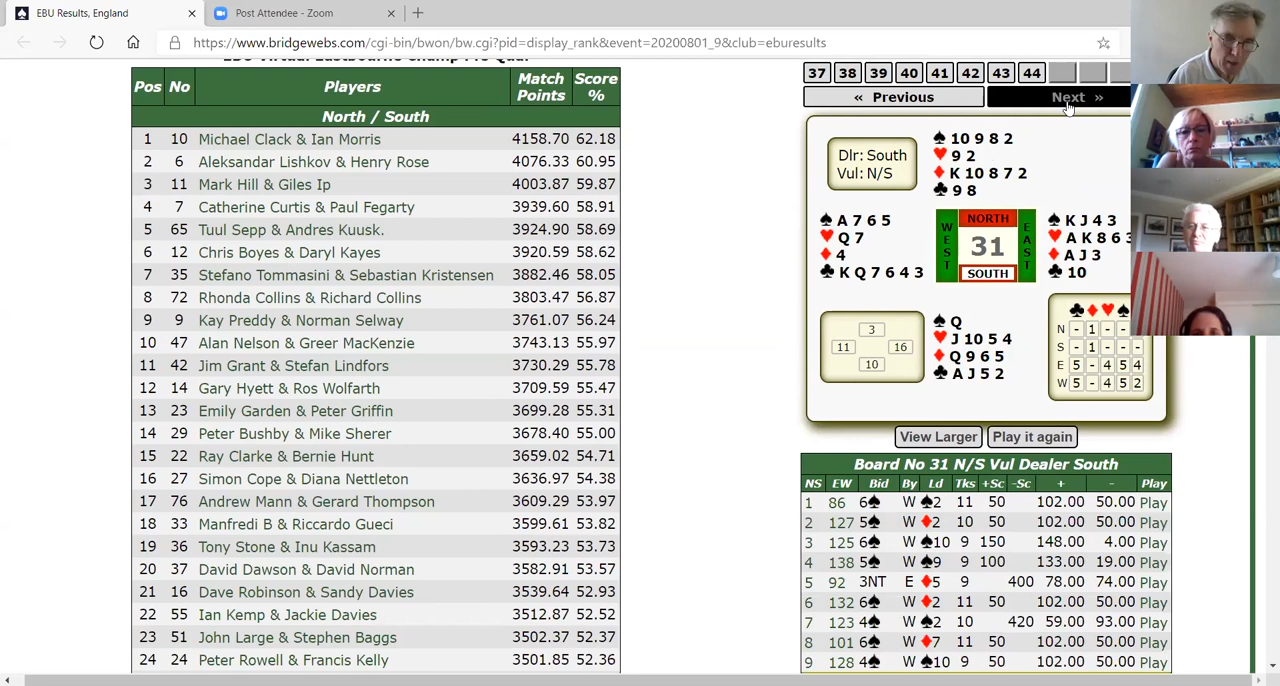 EBU Results, England
Post Attendee - Zoom
https://www.bridgewebs.com/cgi-bin/bwon/bw.cgi?pid=display_rank&event=20200801_9&club=eburesults
Pos No Players Match Points Score %
North / South
1 10 Michael Clack & Ian Morris 4158.70 62.18
2 6 Aleksandar Lishkov & Henry Rose 4076.33 60.95
3 11 Mark Hill & Giles Ip 4003.87 59.87
4 7 Catherine Curtis & Paul Fegarty 3939.60 58.91
5 65 Tuul Sepp & Andres Kuusk. 3924.90 58.69
6 12 Chris Boyes & Daryl Kayes 3920.59 58.62
7 35 Stefano Tommasini & Sebastian Kristensen 3882.46 58.05
8 72 Rhonda Collins & Richard Collins 3803.47 56.87
9 9 Kay Preddy & Norman Selway 3761.07 56.24
10 47 Alan Nelson & Greer MacKenzie 3743.13 55.97
11 42 Jim Grant & Stefan Lindfors 3730.29 55.78
12 14 Gary Hyett & Ros Wolfarth 3709.59 55.47
13 23 Emily Garden & Peter Griffin 3699.28 55.31
14 29 Peter Bushby & Mike Sherer 3678.40 55.00
15 22 Ray Clarke & Bernie Hunt 3659.02 54.71
16 27 Simon Cope & Diana Nettleton 3636.97 54.38
17 76 Andrew Mann & Gerard Thompson 3609.29 53.97
18 33 Manfredi B & Riccardo Gueci 3599.61 53.82
19 36 Tony Stone & Inu Kassam 3593.23 53.73
20 37 David Dawson & David Norman 3582.91 53.57
21 16 Dave Robinson & Sandy Davies 3539.64 52.93
22 55 Ian Kemp & Jackie Davies 3512.87 52.52
23 51 John Large & Stephen Baggs 3502.37 52.37
24 24 Peter Rowell & Francis Kelly 3501.85 52.36
37 38 39 40 41 42 43 44
« Previous Next »
Dlr: South
Vul: N/S
♠ 10 9 8 2
♥ 9 2
♦ K 10 8 7 2
♣ 9 8
♠ A 7 6 5
♥ Q 7
♦ 4
♣ K Q 7 6 4 3
NORTH
WEST 31 EAST
SOUTH
♠ K J 4 3
♥ A K 8 6 3
♦ A J 3
♣ 10
3
11 16
10
♠ Q
♥ J 10 5 4
♦ Q 9 6 5
♣ A J 5 2
♣ ♦ ♥ ♠
N - 1 - -
S - 1 - -
E 5 - 4 5 4
W 5 - 4 5 2
View Larger Play it again
Board No 31 N/S Vul Dealer South
NS EW Bid By Ld Tks +Sc -Sc + - Play
1 86 6♠ W ♠2 11 50 102.00 50.00 Play
2 127 5♠ W ♦2 10 50 102.00 50.00 Play
3 125 6♠ W ♠10 9 150 148.00 4.00 Play
4 138 5♠ W ♠9 9 100 133.00 19.00 Play
5 92 3NT E ♦5 9 400 78.00 74.00 Play
6 132 6♠ W ♦2 11 50 102.00 50.00 Play
7 123 4♠ W ♠2 10 420 59.00 93.00 Play
8 101 6♠ W ♦7 11 50 102.00 50.00 Play
9 128 4♠ W ♠10 9 50 102.00 50.00 Play